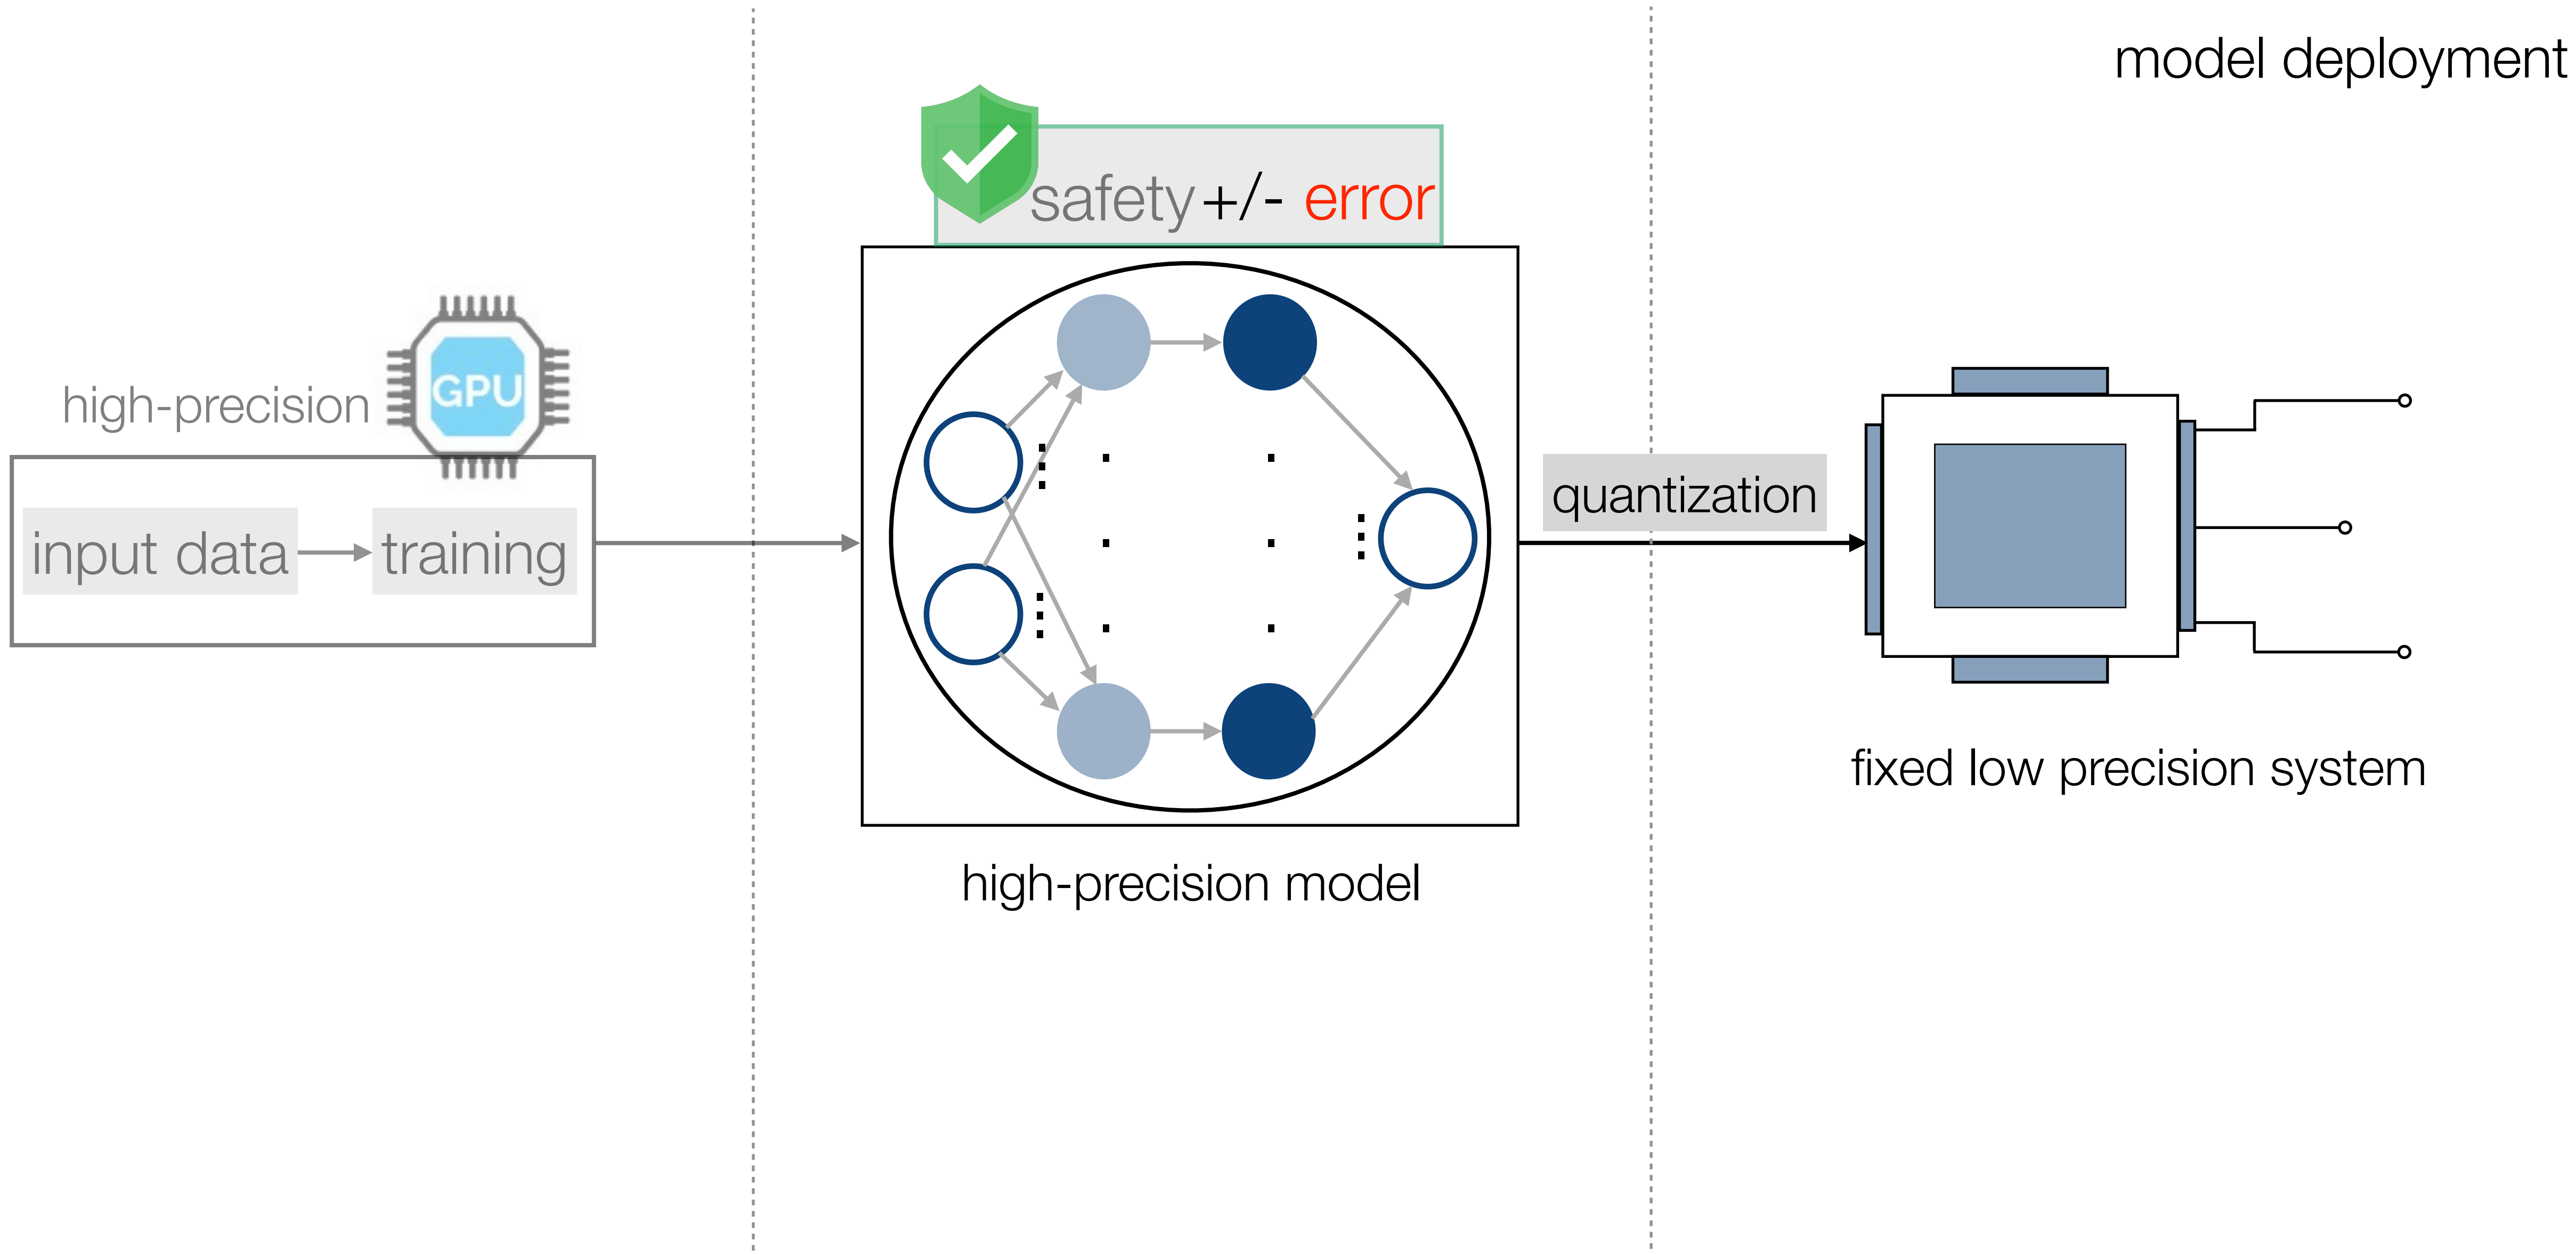 model deployment
safety +/- error
high-precision
GPU
input data
training
quantization
fixed low precision system
high-precision model